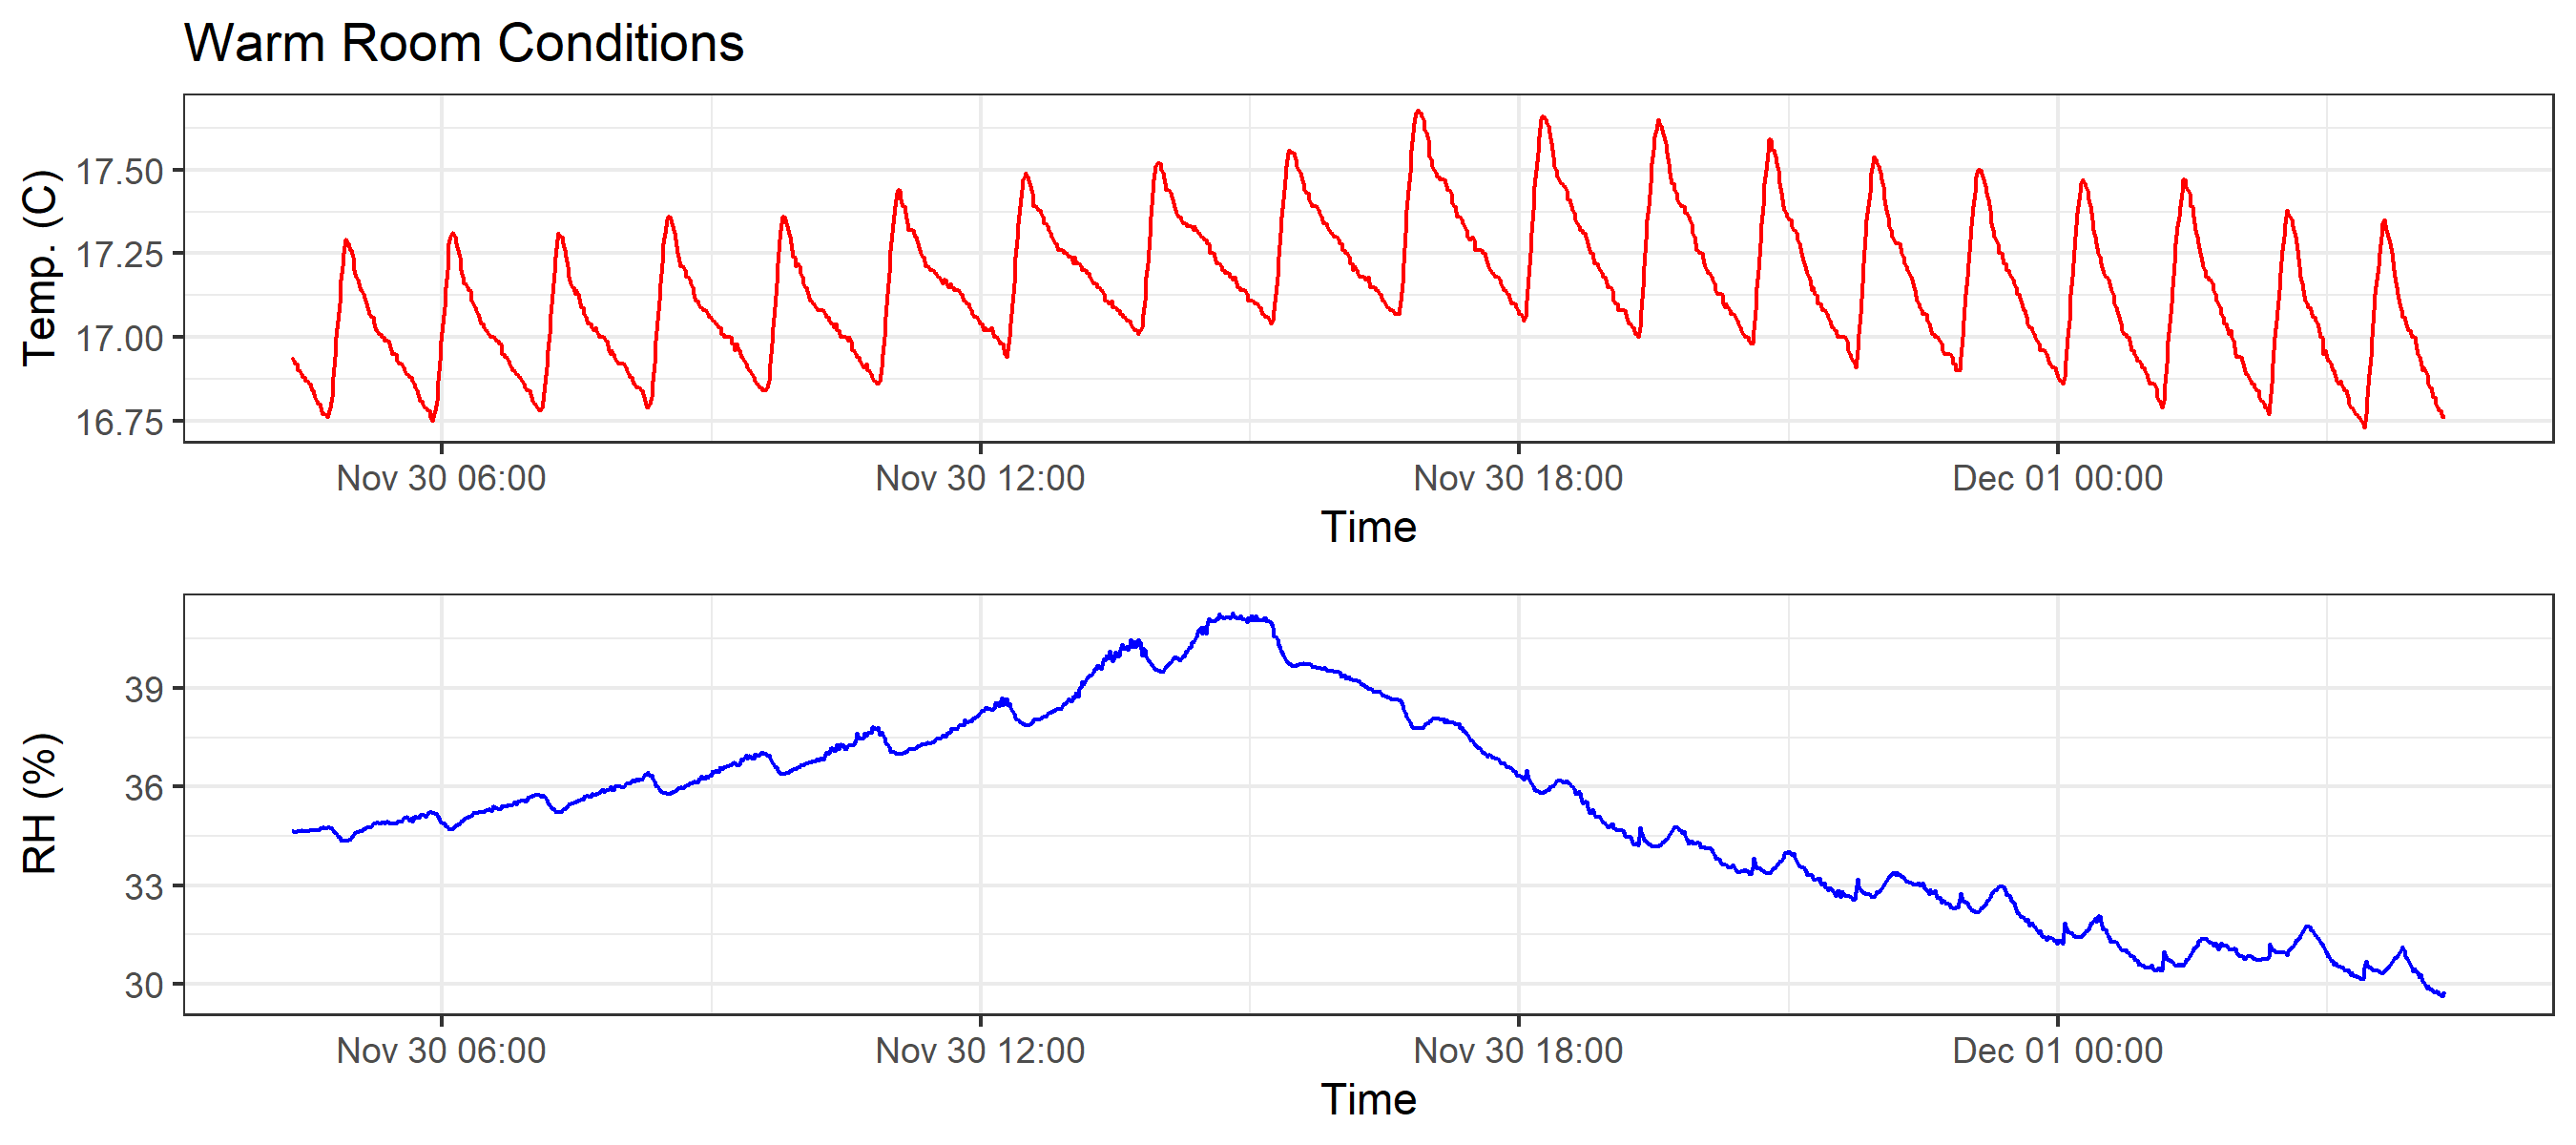 Warm Room Conditions
Temp. (C)
17.50
17.25
17.00
16.75
Nov 30 06:00 Nov 30 12:00 Nov 30 18:00 Dec 01 00:00
Time
RH (%)
39
36
33
30
Nov 30 06:00 Nov 30 12:00 Nov 30 18:00 Dec 01 00:00
Time